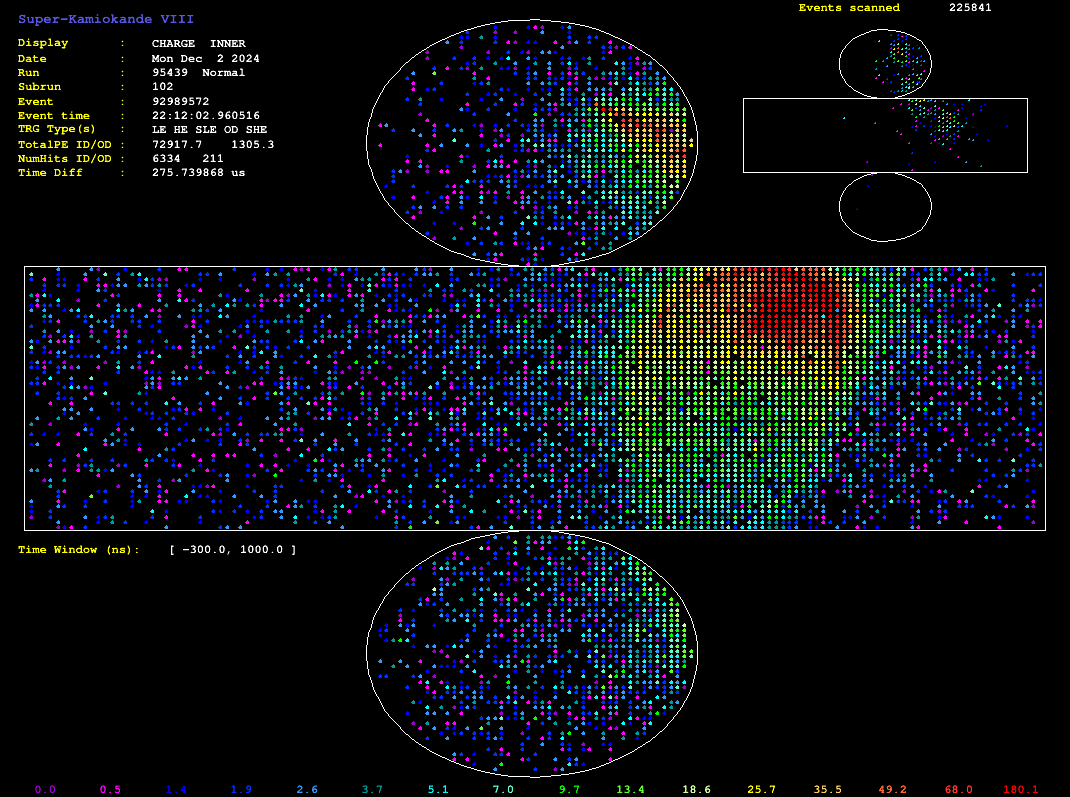 Super-Kamiokande VIII
Events scanned 225841
Display : CHARGE INNER
Date : Mon Dec 2 2024
Run : 95439 Normal
Subrun : 102
Event : 92989572
Event time : 22:12:02.960516
TRG Type(s) : LE HE SLE OD SHE
TotalPE ID/OD : 72917.7 1305.3
NumHits ID/OD : 6334 211
Time Diff : 275.739868 us
Time Window (ns): [ -300.0, 1000.0 ]
0.0 0.5 1.4 1.9 2.6 3.7 5.1 7.0 9.7 13.4 18.6 25.7 35.5 49.2 68.0 180.1